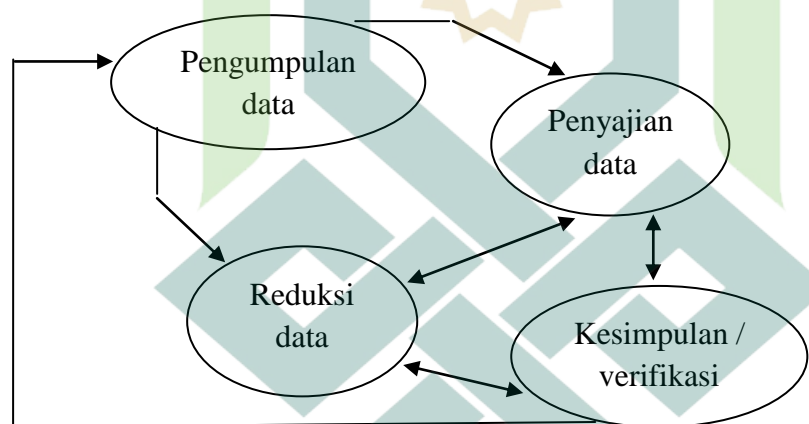 Pengumpulan
data
Penyajian
data
Reduksi
data
Kesimpulan /
verifikasi